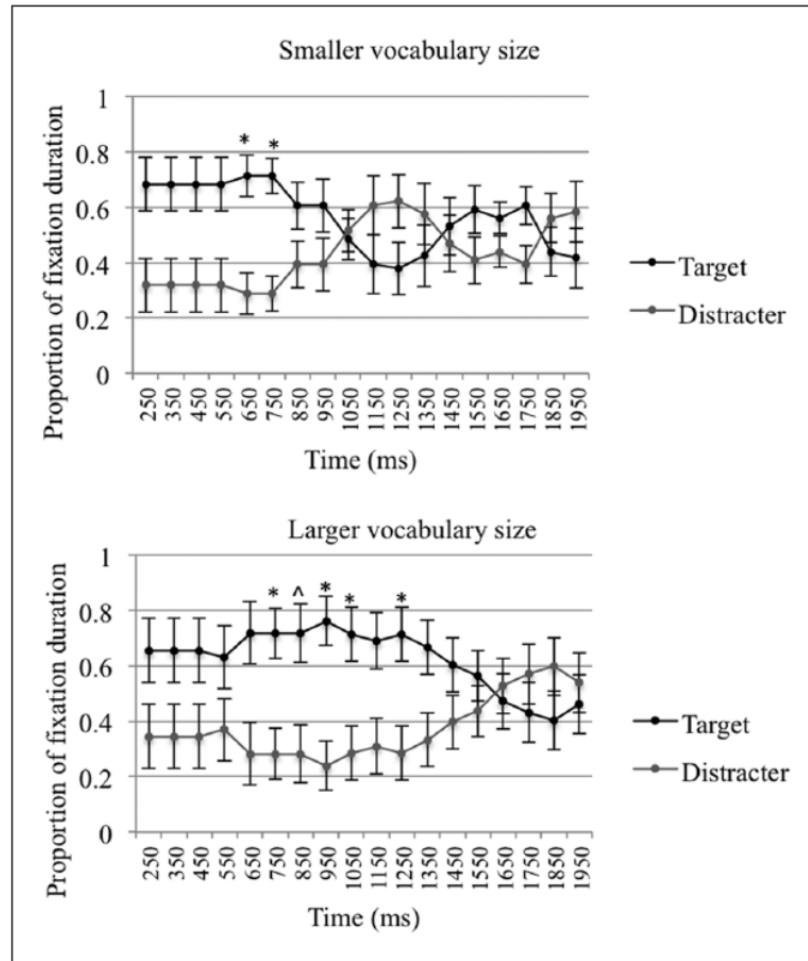 Smaller vocabulary size
Proportion of fixation duration
1
0.8
0.6
0.4
0.2
0
* *
250 350 450 550 650 750 850 950 1050 1150 1250 1350 1450 1550 1650 1750 1850 1950
Time (ms)
Target
Distracter
Larger vocabulary size
Proportion of fixation duration
1
0.8
0.6
0.4
0.2
0
* ^ * * *
250 350 450 550 650 750 850 950 1050 1150 1250 1350 1450 1550 1650 1750 1850 1950
Time (ms)
Target
Distracter